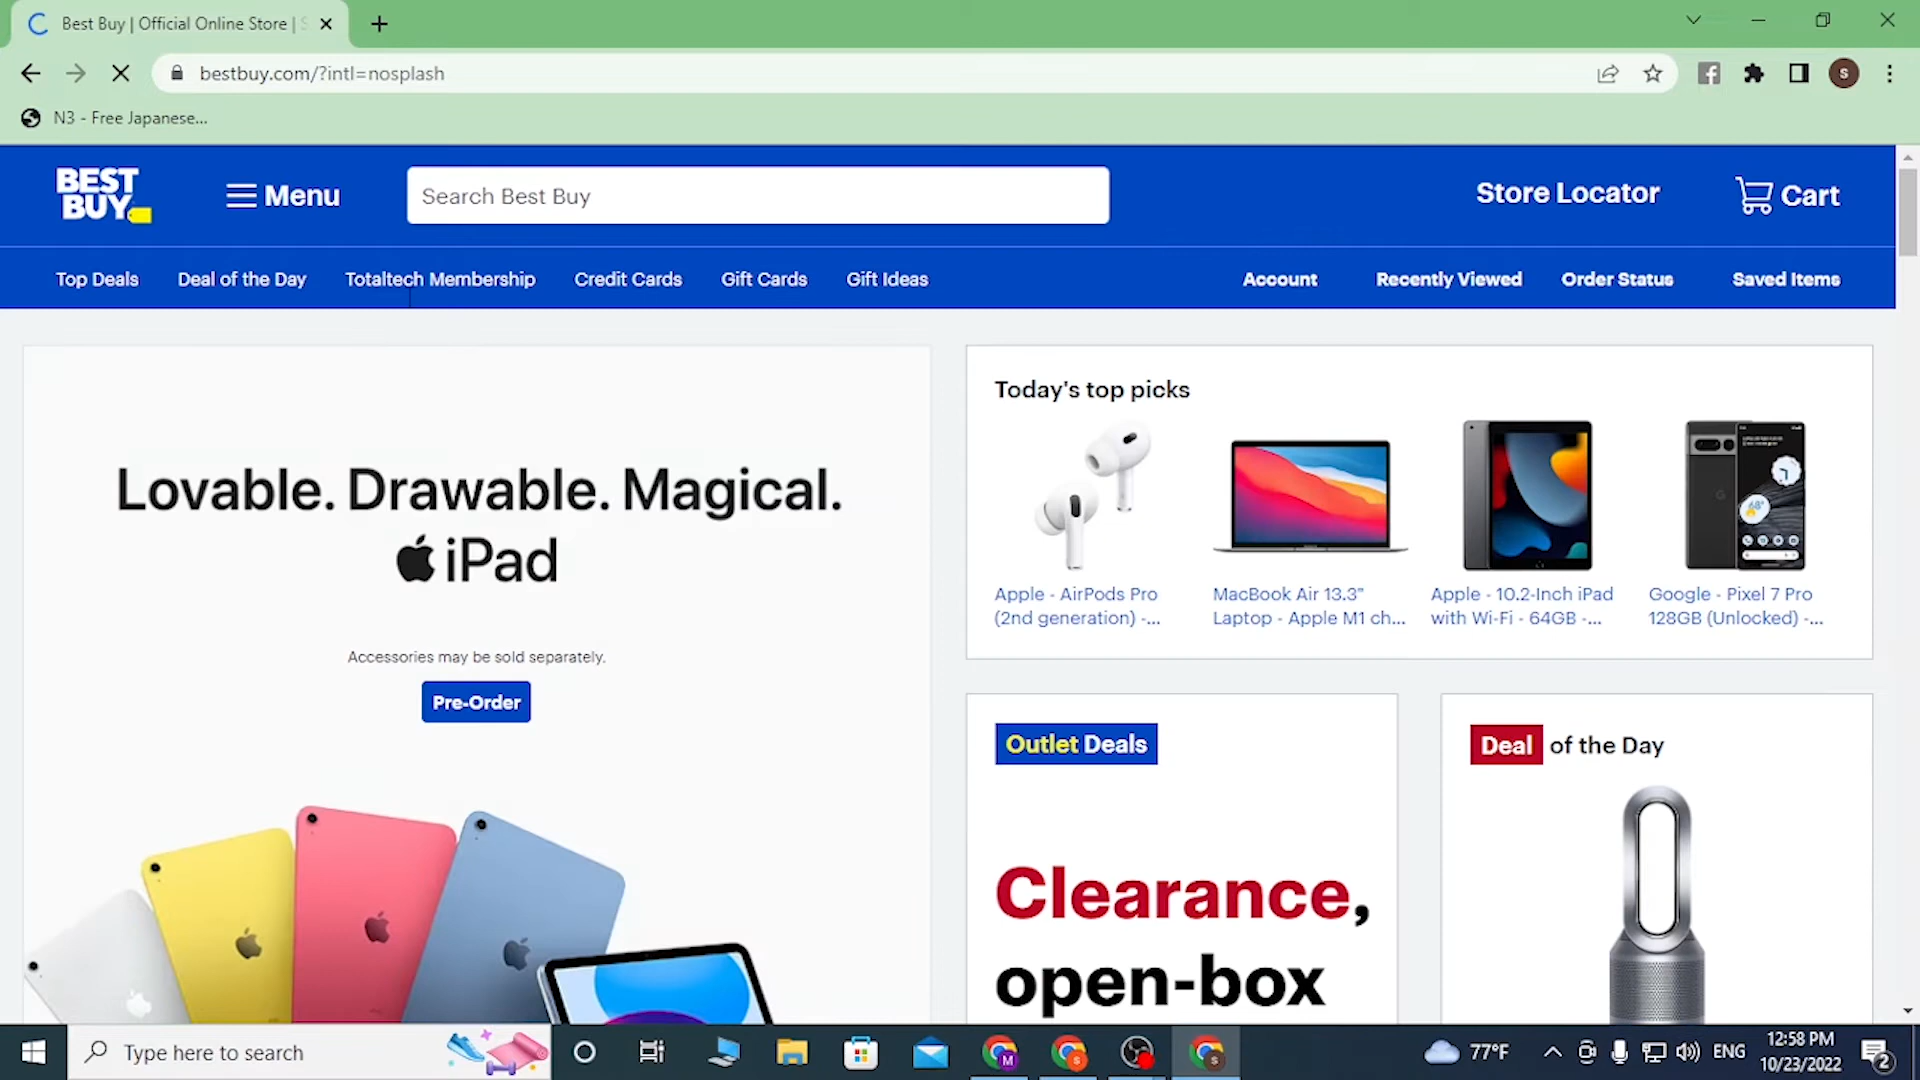 Best Buy | Official Online Store |
bestbuy.com/?intl=nosplash
S
N3 - Free Japanese...
BEST BUY
Menu
Search Best Buy
Store Locator
Cart
Top Deals
Deal of the Day
Totaltech Membership
Credit Cards
Gift Cards
Gift Ideas
Account
Recently Viewed
Order Status
Saved Items
Lovable. Drawable. Magical.
iPad
Accessories may be sold separately.
Pre-Order
Today's top picks
Apple - AirPods Pro
(2nd generation) -...
MacBook Air 13.3”
Laptop - Apple M1 ch...
Apple - 10.2-Inch iPad
with Wi-Fi - 64GB -...
Google - Pixel 7 Pro
128GB (Unlocked) -...
Outlet Deals
Clearance,
open-box
Deal of the Day
Type here to search
M
S
S
77°F
ENG
12:58 PM
10/23/2022
2